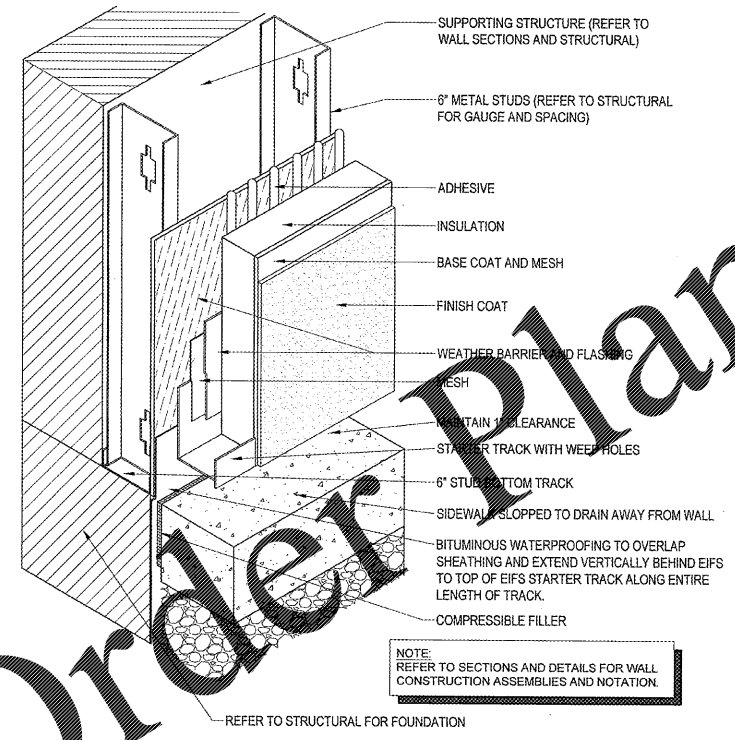 SUPPORTING STRUCTURE (REFER TO
WALL SECTIONS AND STRUCTURAL)
6" METAL STUDS (REFER TO STRUCTURAL
FOR GAUGE AND SPACING)
ADHESIVE
INSULATION
BASE COAT AND MESH
FINISH COAT
WEATHER BARRIER AND FLASHING
MESH
MAINTAIN 1" CLEARANCE
STARTER TRACK WITH WEEP HOLES
6" STUD BOTTOM TRACK
SIDEWALK SLOPPED TO DRAIN AWAY FROM WALL
BITUMINOUS WATERPROOFING TO OVERLAP
SHEATHING AND EXTEND VERTICALLY BEHIND EIFS
TO TOP OF EIFS STARTER TRACK ALONG ENTIRE
LENGTH OF TRACK.
COMPRESSIBLE FILLER
NOTE:
REFER TO SECTIONS AND DETAILS FOR WALL
CONSTRUCTION ASSEMBLIES AND NOTATION.
REFER TO STRUCTURAL FOR FOUNDATION
Order Plan